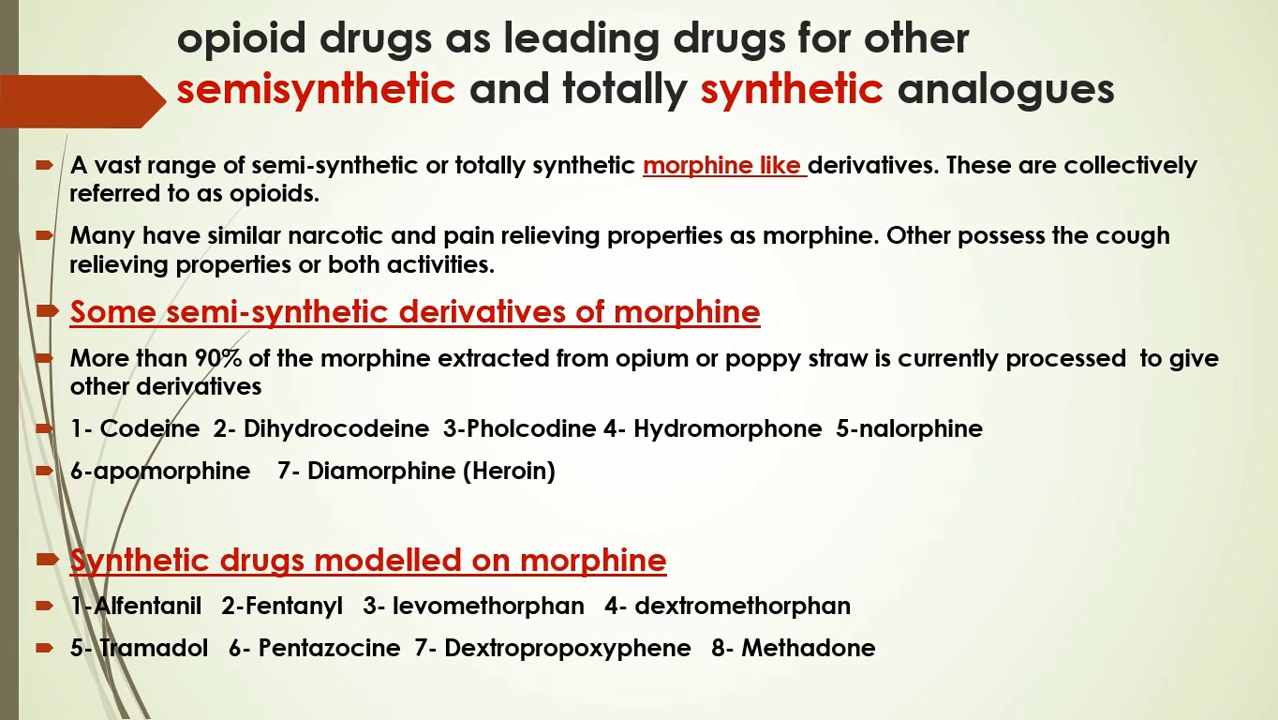 opioid drugs as leading drugs for other
semisynthetic and totally synthetic analogues
A vast range of semi-synthetic or totally synthetic morphine like derivatives. These are collectively
referred to as opioids.
Many have similar narcotic and pain relieving properties as morphine. Other possess the cough
relieving properties or both activities.
Some semi-synthetic derivatives of morphine
More than 90% of the morphine extracted from opium or poppy straw is currently processed to give
other derivatives
1- Codeine 2- Dihydrocodeine 3-Pholcodine 4- Hydromorphone 5-nalorphine
6-apomorphine 7- Diamorphine (Heroin)
Synthetic drugs modelled on morphine
1-Alfentanil 2-Fentanyl 3- levomethorphan 4- dextromethorphan
5- Tramadol 6- Pentazocine 7- Dextropropoxyphene 8- Methadone